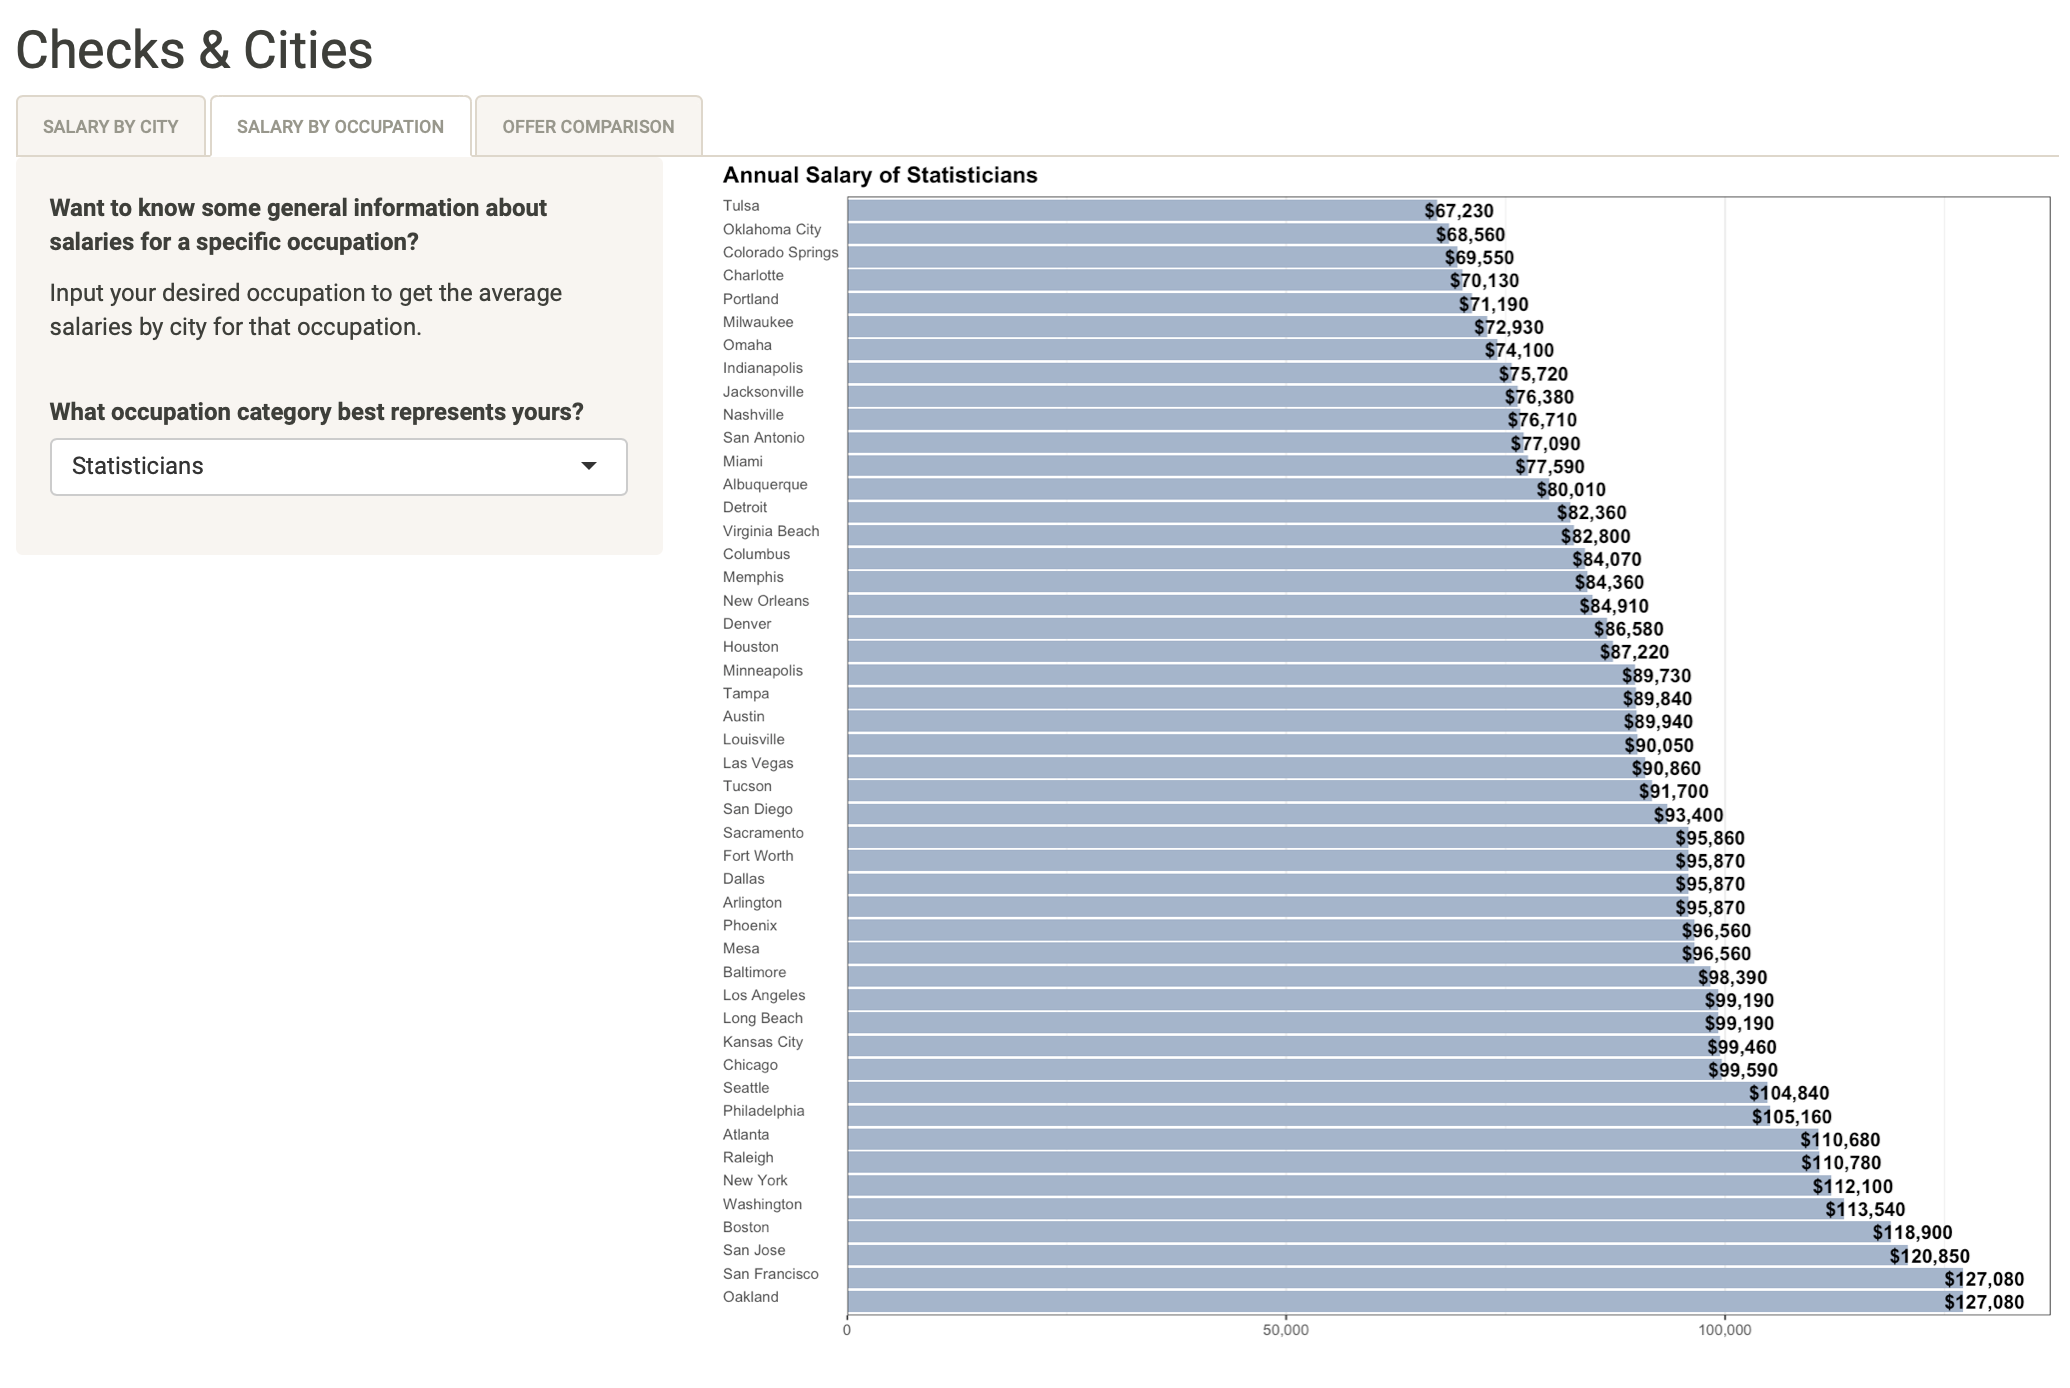 Checks & Cities
SALARY BY CITY
SALARY BY OCCUPATION
OFFER COMPARISON
Want to know some general information about
salaries for a specific occupation?
Input your desired occupation to get the average
salaries by city for that occupation.
What occupation category best represents yours?
Statisticians
Annual Salary of Statisticians
Tulsa $67,230
Oklahoma City $68,560
Colorado Springs $69,550
Charlotte $70,130
Portland $71,190
Milwaukee $72,930
Omaha $74,100
Indianapolis $75,720
Jacksonville $76,380
Nashville $76,710
San Antonio $77,090
Miami $77,590
Albuquerque $80,010
Detroit $82,360
Virginia Beach $82,800
Columbus $84,070
Memphis $84,360
New Orleans $84,910
Denver $86,580
Houston $87,220
Minneapolis $89,730
Tampa $89,840
Austin $89,940
Louisville $90,050
Las Vegas $90,860
Tucson $91,700
San Diego $93,400
Sacramento $95,860
Fort Worth $95,870
Dallas $95,870
Arlington $95,870
Phoenix $96,560
Mesa $96,560
Baltimore $98,390
Los Angeles $99,190
Long Beach $99,190
Kansas City $99,460
Chicago $99,590
Seattle $104,840
Philadelphia $105,160
Atlanta $110,680
Raleigh $110,780
New York $112,100
Washington $113,540
Boston $118,900
San Jose $120,850
San Francisco $127,080
Oakland $127,080
0 50,000 100,000